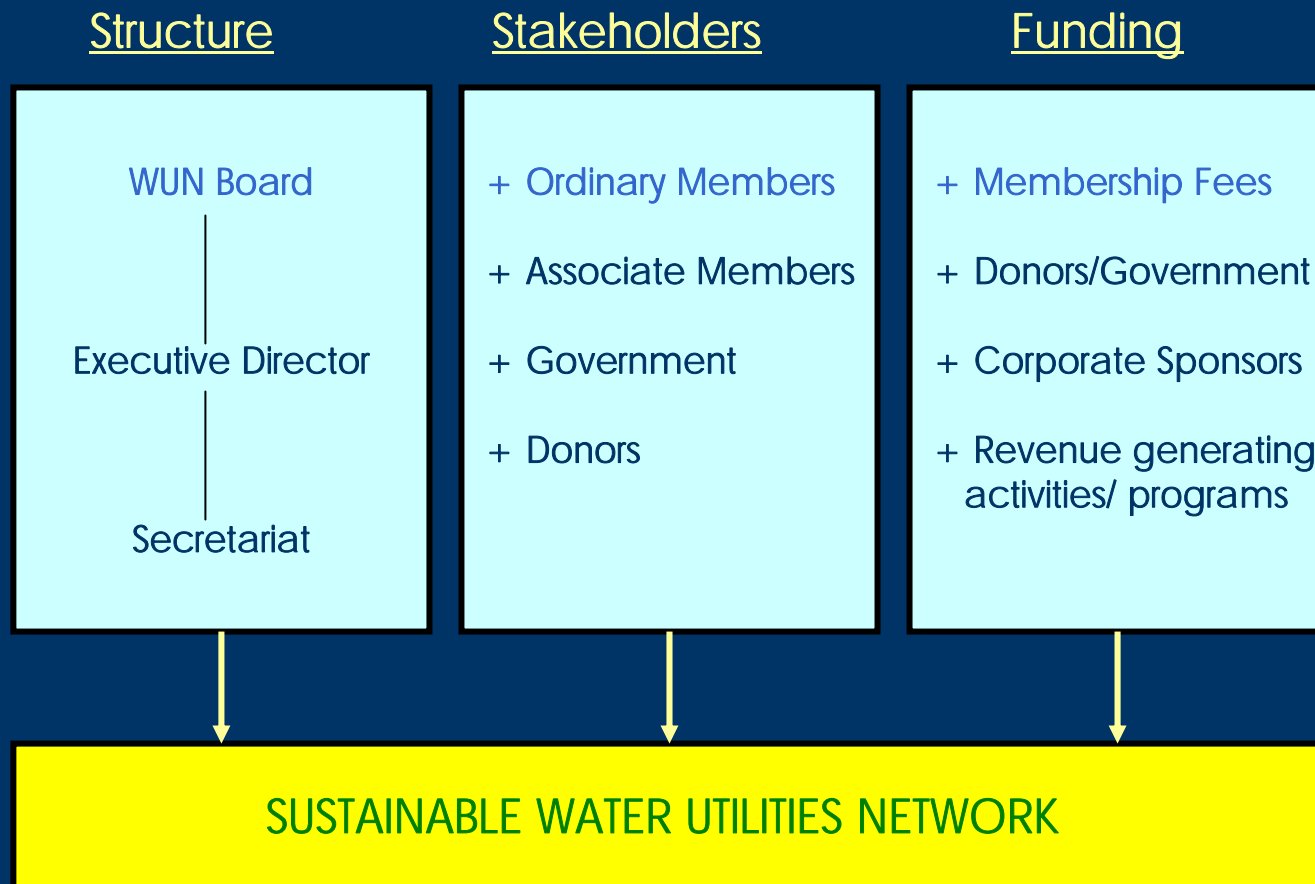 Structure
WUN Board
Executive Director
Secretariat
Stakeholders
+ Ordinary Members
+ Associate Members
+ Government
+ Donors
Funding
+ Membership Fees
+ Donors/Government
+ Corporate Sponsors
+ Revenue generating
activities/ programs
SUSTAINABLE WATER UTILITIES NETWORK